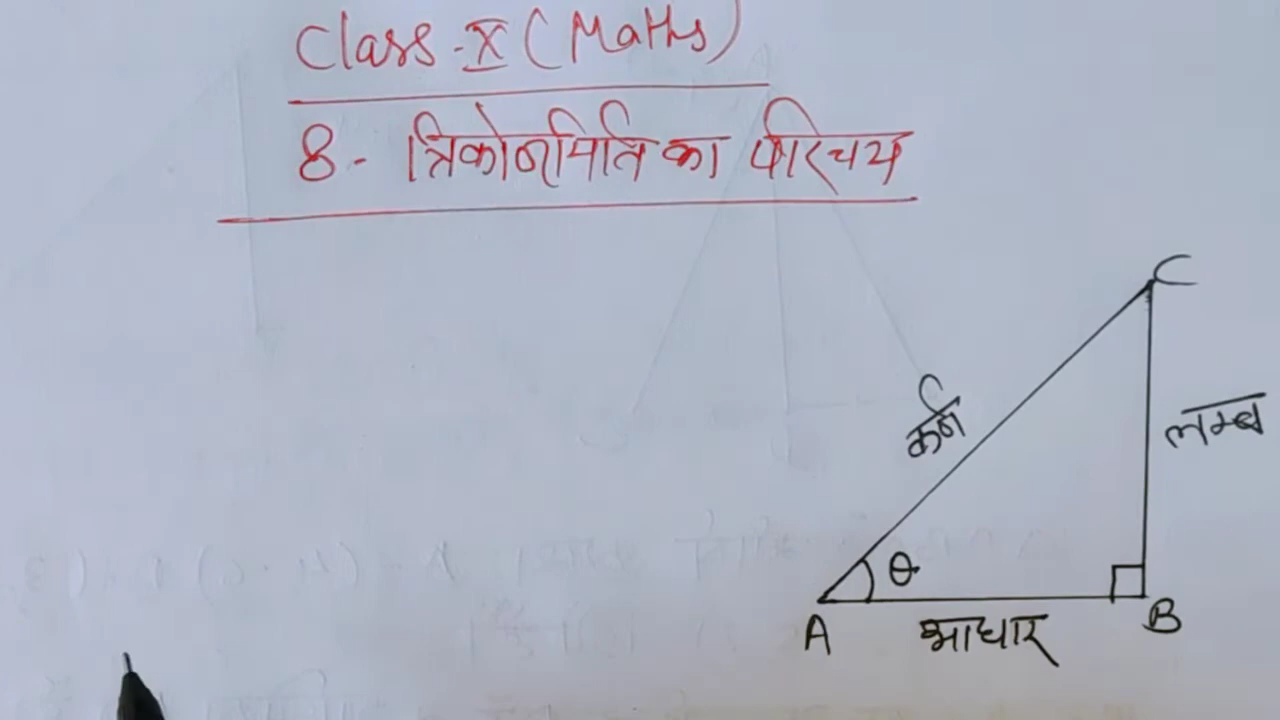 Class-X (Maths)
8- त्रिकोणमिति का परिचय
C
कर्ण
लम्ब
θ
A
आधार
B